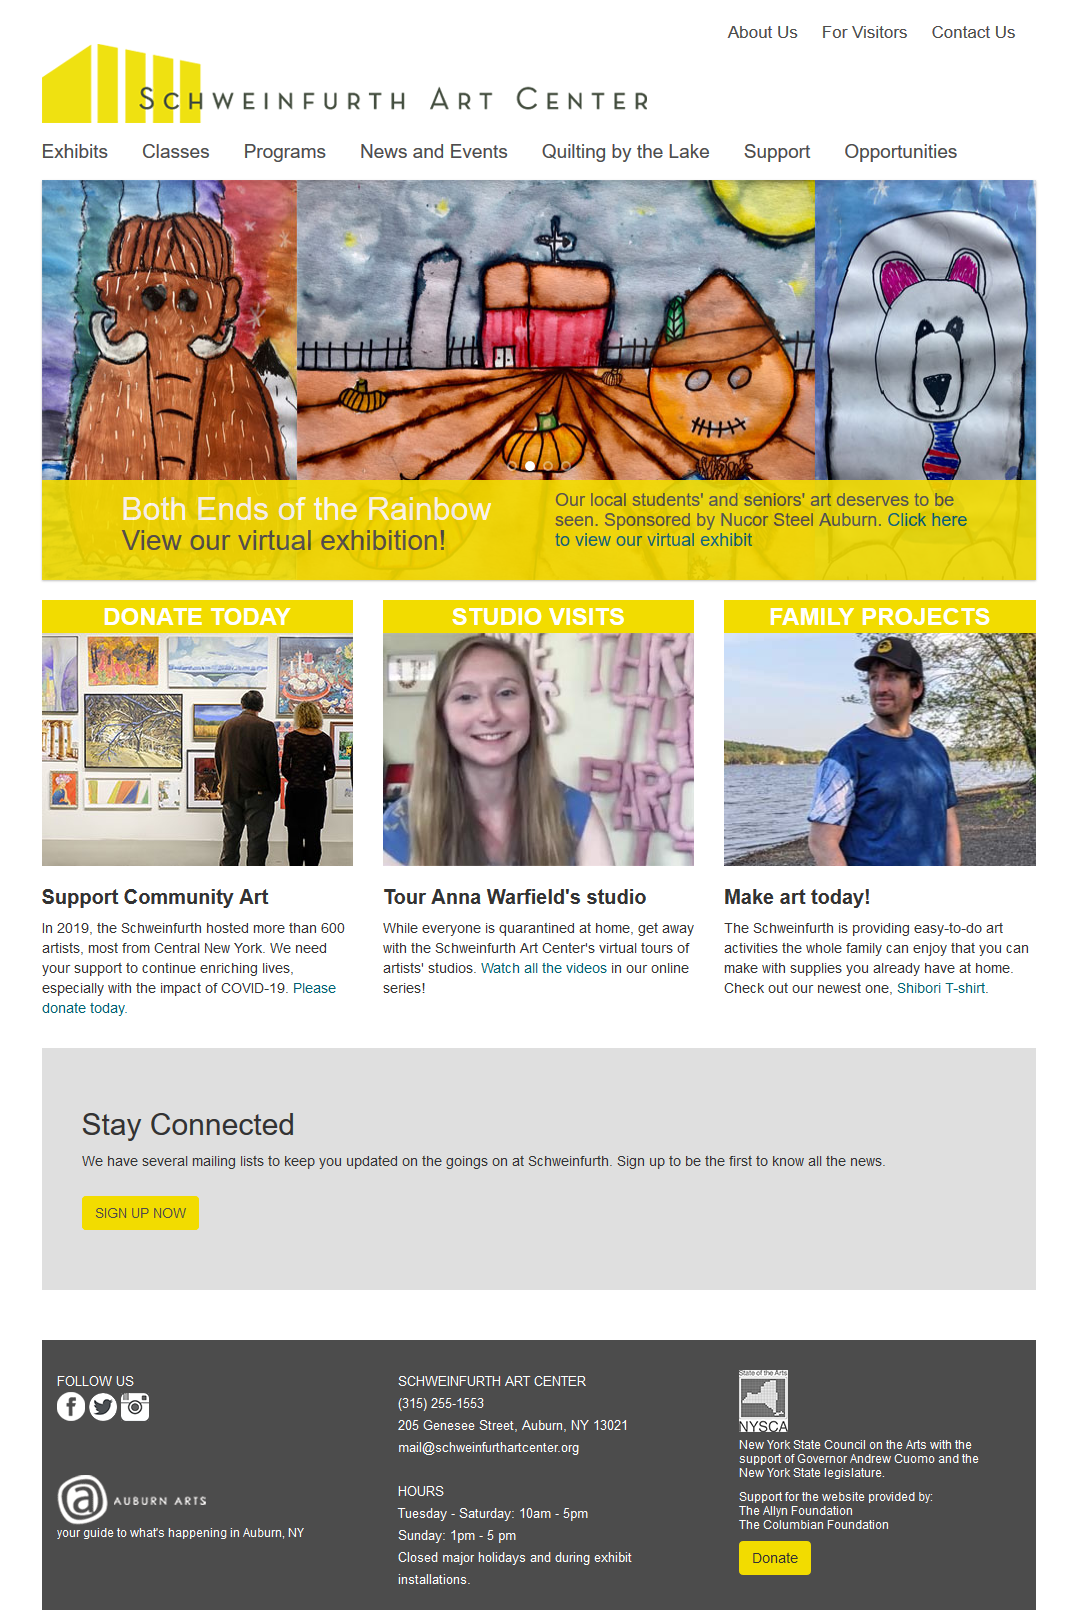 About Us For Visitors Contact Us
SCHWEINFURTH ART CENTER
Exhibits Classes Programs News and Events Quilting by the Lake Support Opportunities
Both Ends of the Rainbow
View our virtual exhibition!
Our local students' and seniors' art deserves to be
seen. Sponsored by Nucor Steel Auburn. Click here
to view our virtual exhibit
DONATE TODAY
Support Community Art
In 2019, the Schweinfurth hosted more than 600
artists, most from Central New York. We need
your support to continue enriching lives,
especially with the impact of COVID-19. Please
donate today.
STUDIO VISITS
Tour Anna Warfield's studio
While everyone is quarantined at home, get away
with the Schweinfurth Art Center's virtual tours of
artists' studios. Watch all the videos in our online
series!
FAMILY PROJECTS
Make art today!
The Schweinfurth is providing easy-to-do art
activities the whole family can enjoy that you can
make with supplies you already have at home.
Check out our newest one, Shibori T-shirt.
Stay Connected
We have several mailing lists to keep you updated on the goings on at Schweinfurth. Sign up to be the first to know all the news.
SIGN UP NOW
FOLLOW US
@ AUBURN ARTS
your guide to what's happening in Auburn, NY
SCHWEINFURTH ART CENTER
(315) 255-1553
205 Genesee Street, Auburn, NY 13021
mail@schweinfurthartcenter.org
HOURS
Tuesday - Saturday: 10am - 5pm
Sunday: 1pm - 5 pm
Closed major holidays and during exhibit
installations.
State of the Arts
NYSCA
New York State Council on the Arts with the
support of Governor Andrew Cuomo and the
New York State legislature.
Support for the website provided by:
The Allyn Foundation
The Columbian Foundation
Donate